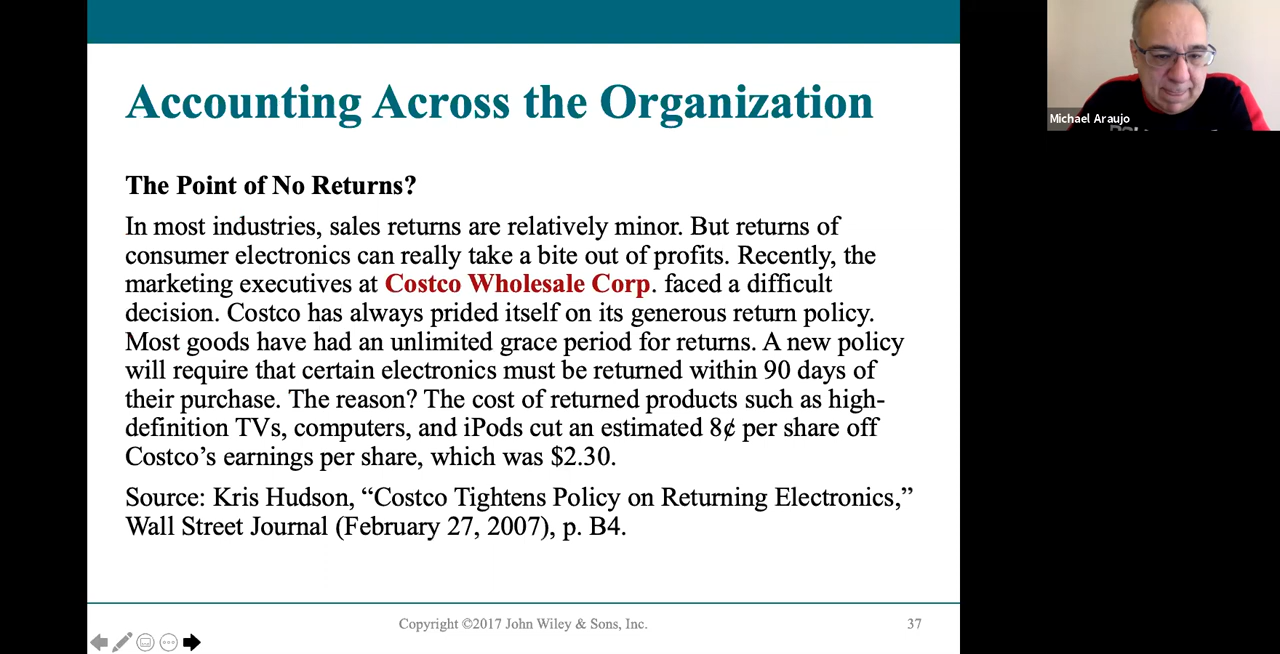 Accounting Across the Organization
The Point of No Returns?
In most industries, sales returns are relatively minor. But returns of
consumer electronics can really take a bite out of profits. Recently, the
marketing executives at Costco Wholesale Corp. faced a difficult
decision. Costco has always prided itself on its generous return policy.
Most goods have had an unlimited grace period for returns. A new policy
will require that certain electronics must be returned within 90 days of
their purchase. The reason? The cost of returned products such as high-
definition TVs, computers, and iPods cut an estimated 8¢ per share off
Costco’s earnings per share, which was $2.30.
Source: Kris Hudson, “Costco Tightens Policy on Returning Electronics,”
Wall Street Journal (February 27, 2007), p. B4.
Copyright ©2017 John Wiley & Sons, Inc.
37
Michael Araujo